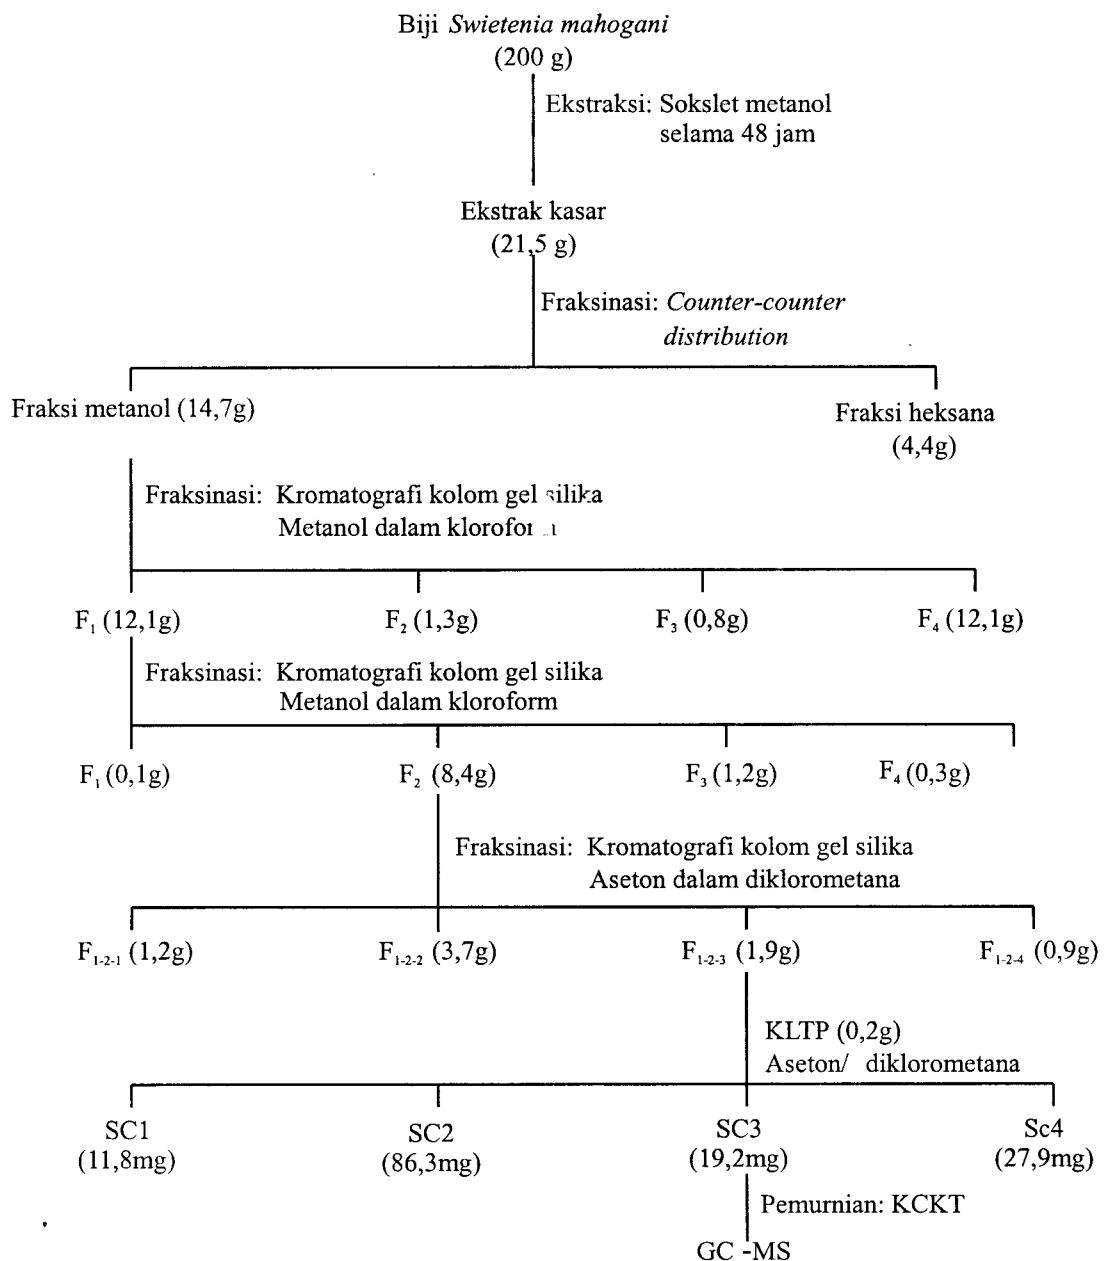 Biji Swietenia mahogani
(200 g)
Ekstraksi: Sokslet metanol
selama 48 jam
Ekstrak kasar
(21,5 g)
Fraksinasi: Counter-counter
distribution
Fraksi metanol (14,7g)
Fraksi heksana
(4,4g)
Fraksinasi: Kromatografi kolom gel silika
Metanol dalam kloroform
F₁ (12,1g) F₂ (1,3g) F₃ (0,8g) F₄ (12,1g)
Fraksinasi: Kromatografi kolom gel silika
Metanol dalam kloroform
F₁ (0,1g) F₂ (8,4g) F₃ (1,2g) F₄ (0,3g)
Fraksinasi: Kromatografi kolom gel silika
Aseton dalam diklorometana
F₁₋₂₋₁ (1,2g) F₁₋₂₋₂ (3,7g) F₁₋₂₋₃ (1,9g) F₁₋₂₋₄ (0,9g)
KLTP (0,2g)
Aseton/ diklorometana
SC1 SC2 SC3 Sc4
(11,8mg) (86,3mg) (19,2mg) (27,9mg)
Pemurnian: KCKT
GC -MS